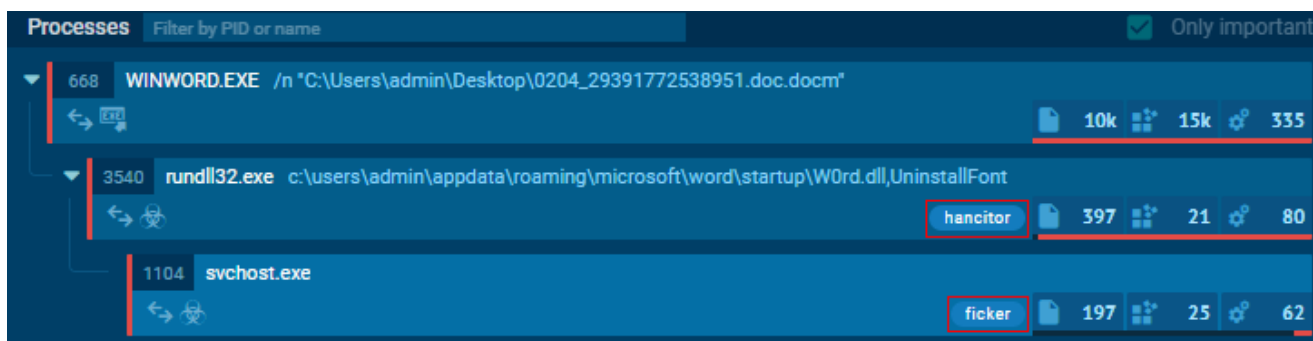 Processes Filter by PID or name Only important
668 WINWORD.EXE /n "C:\Users\admin\Desktop\0204_29391772538951.doc.docm"
EXE 10k 15k 335
3540 rundll32.exe c:\users\admin\appdata\roaming\microsoft\word\startup\W0rd.dll,UninstallFont
hancitor 397 21 80
1104 svchost.exe
ficker 197 25 62